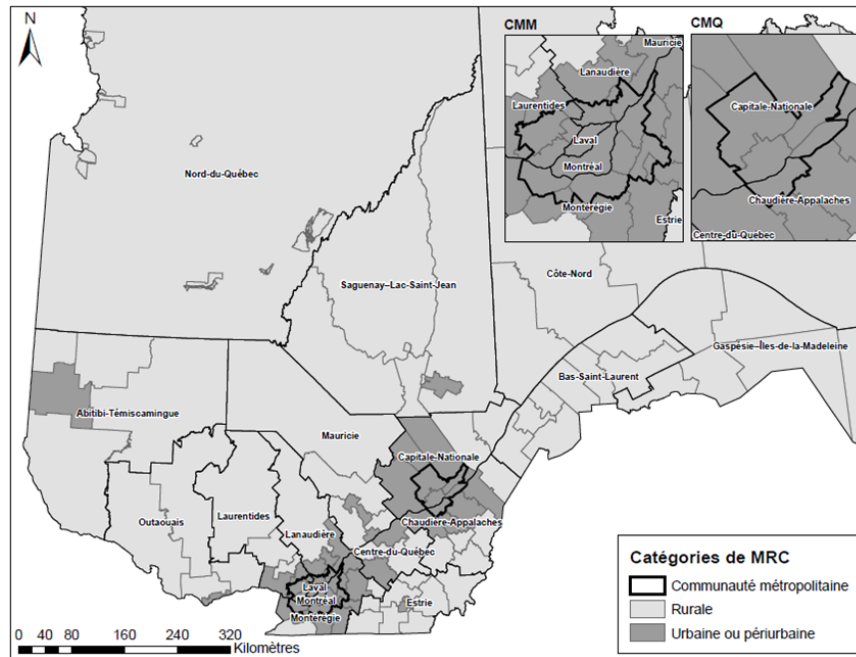 N
CMM
Mauricie
Lanaudière
Laurentides
Laval
Montréal
Montérégie
Estrie
CMQ
Capitale-Nationale
Chaudière-Appalaches
Centre-du-Québec
Nord-du-Québec
Saguenay–Lac-Saint-Jean
Côte-Nord
Gaspésie–Îles-de-la-Madeleine
Bas-Saint-Laurent
Abitibi-Témiscamingue
Mauricie
Capitale-Nationale
Outaouais
Laurentides
Lanaudière
Chaudière-Appalaches
Centre-du-Québec
Laval
Montréal
Estrie
Montérégie
Catégories de MRC
Communauté métropolitaine
Rurale
Urbaine ou périurbaine
0 40 80 160 240 320
Kilomètres